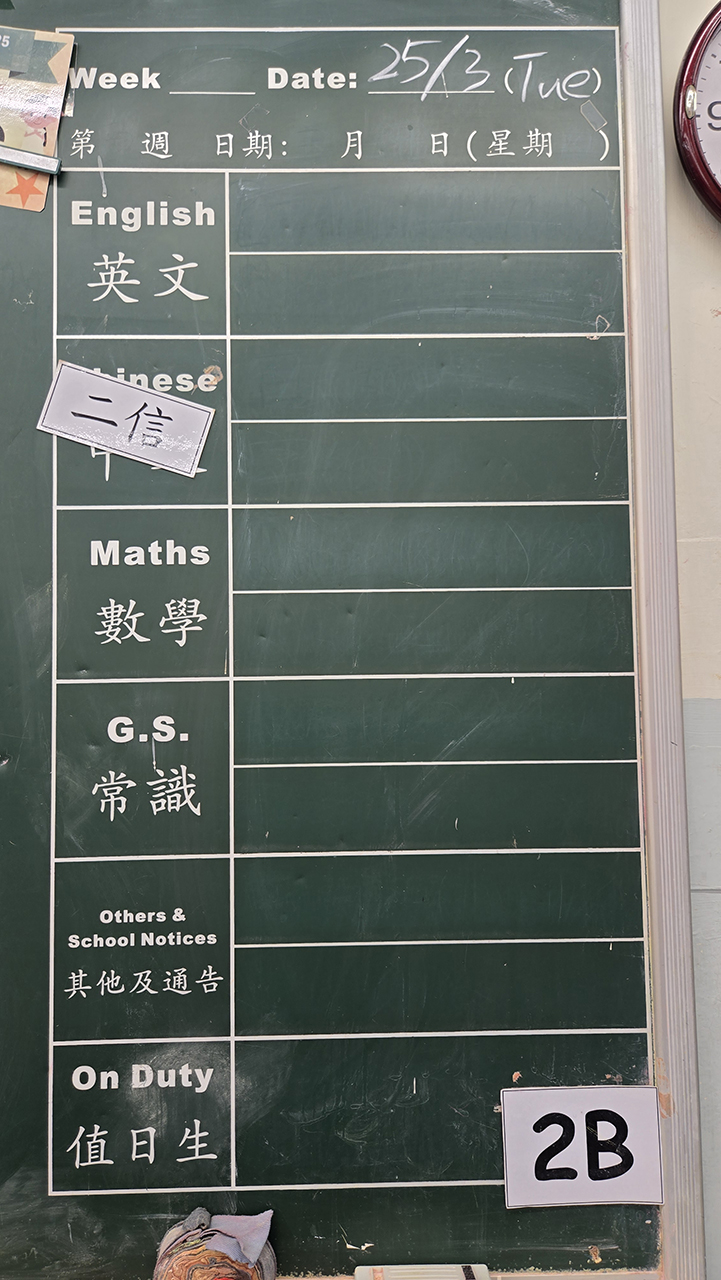 Week Date: 25/3 (Tue)
第 週 日期: 月 日(星期 )
English
英文
二信
Maths
數學
G.S.
常識
Others &
School Notices
其他及通告
On Duty
值日生
2B